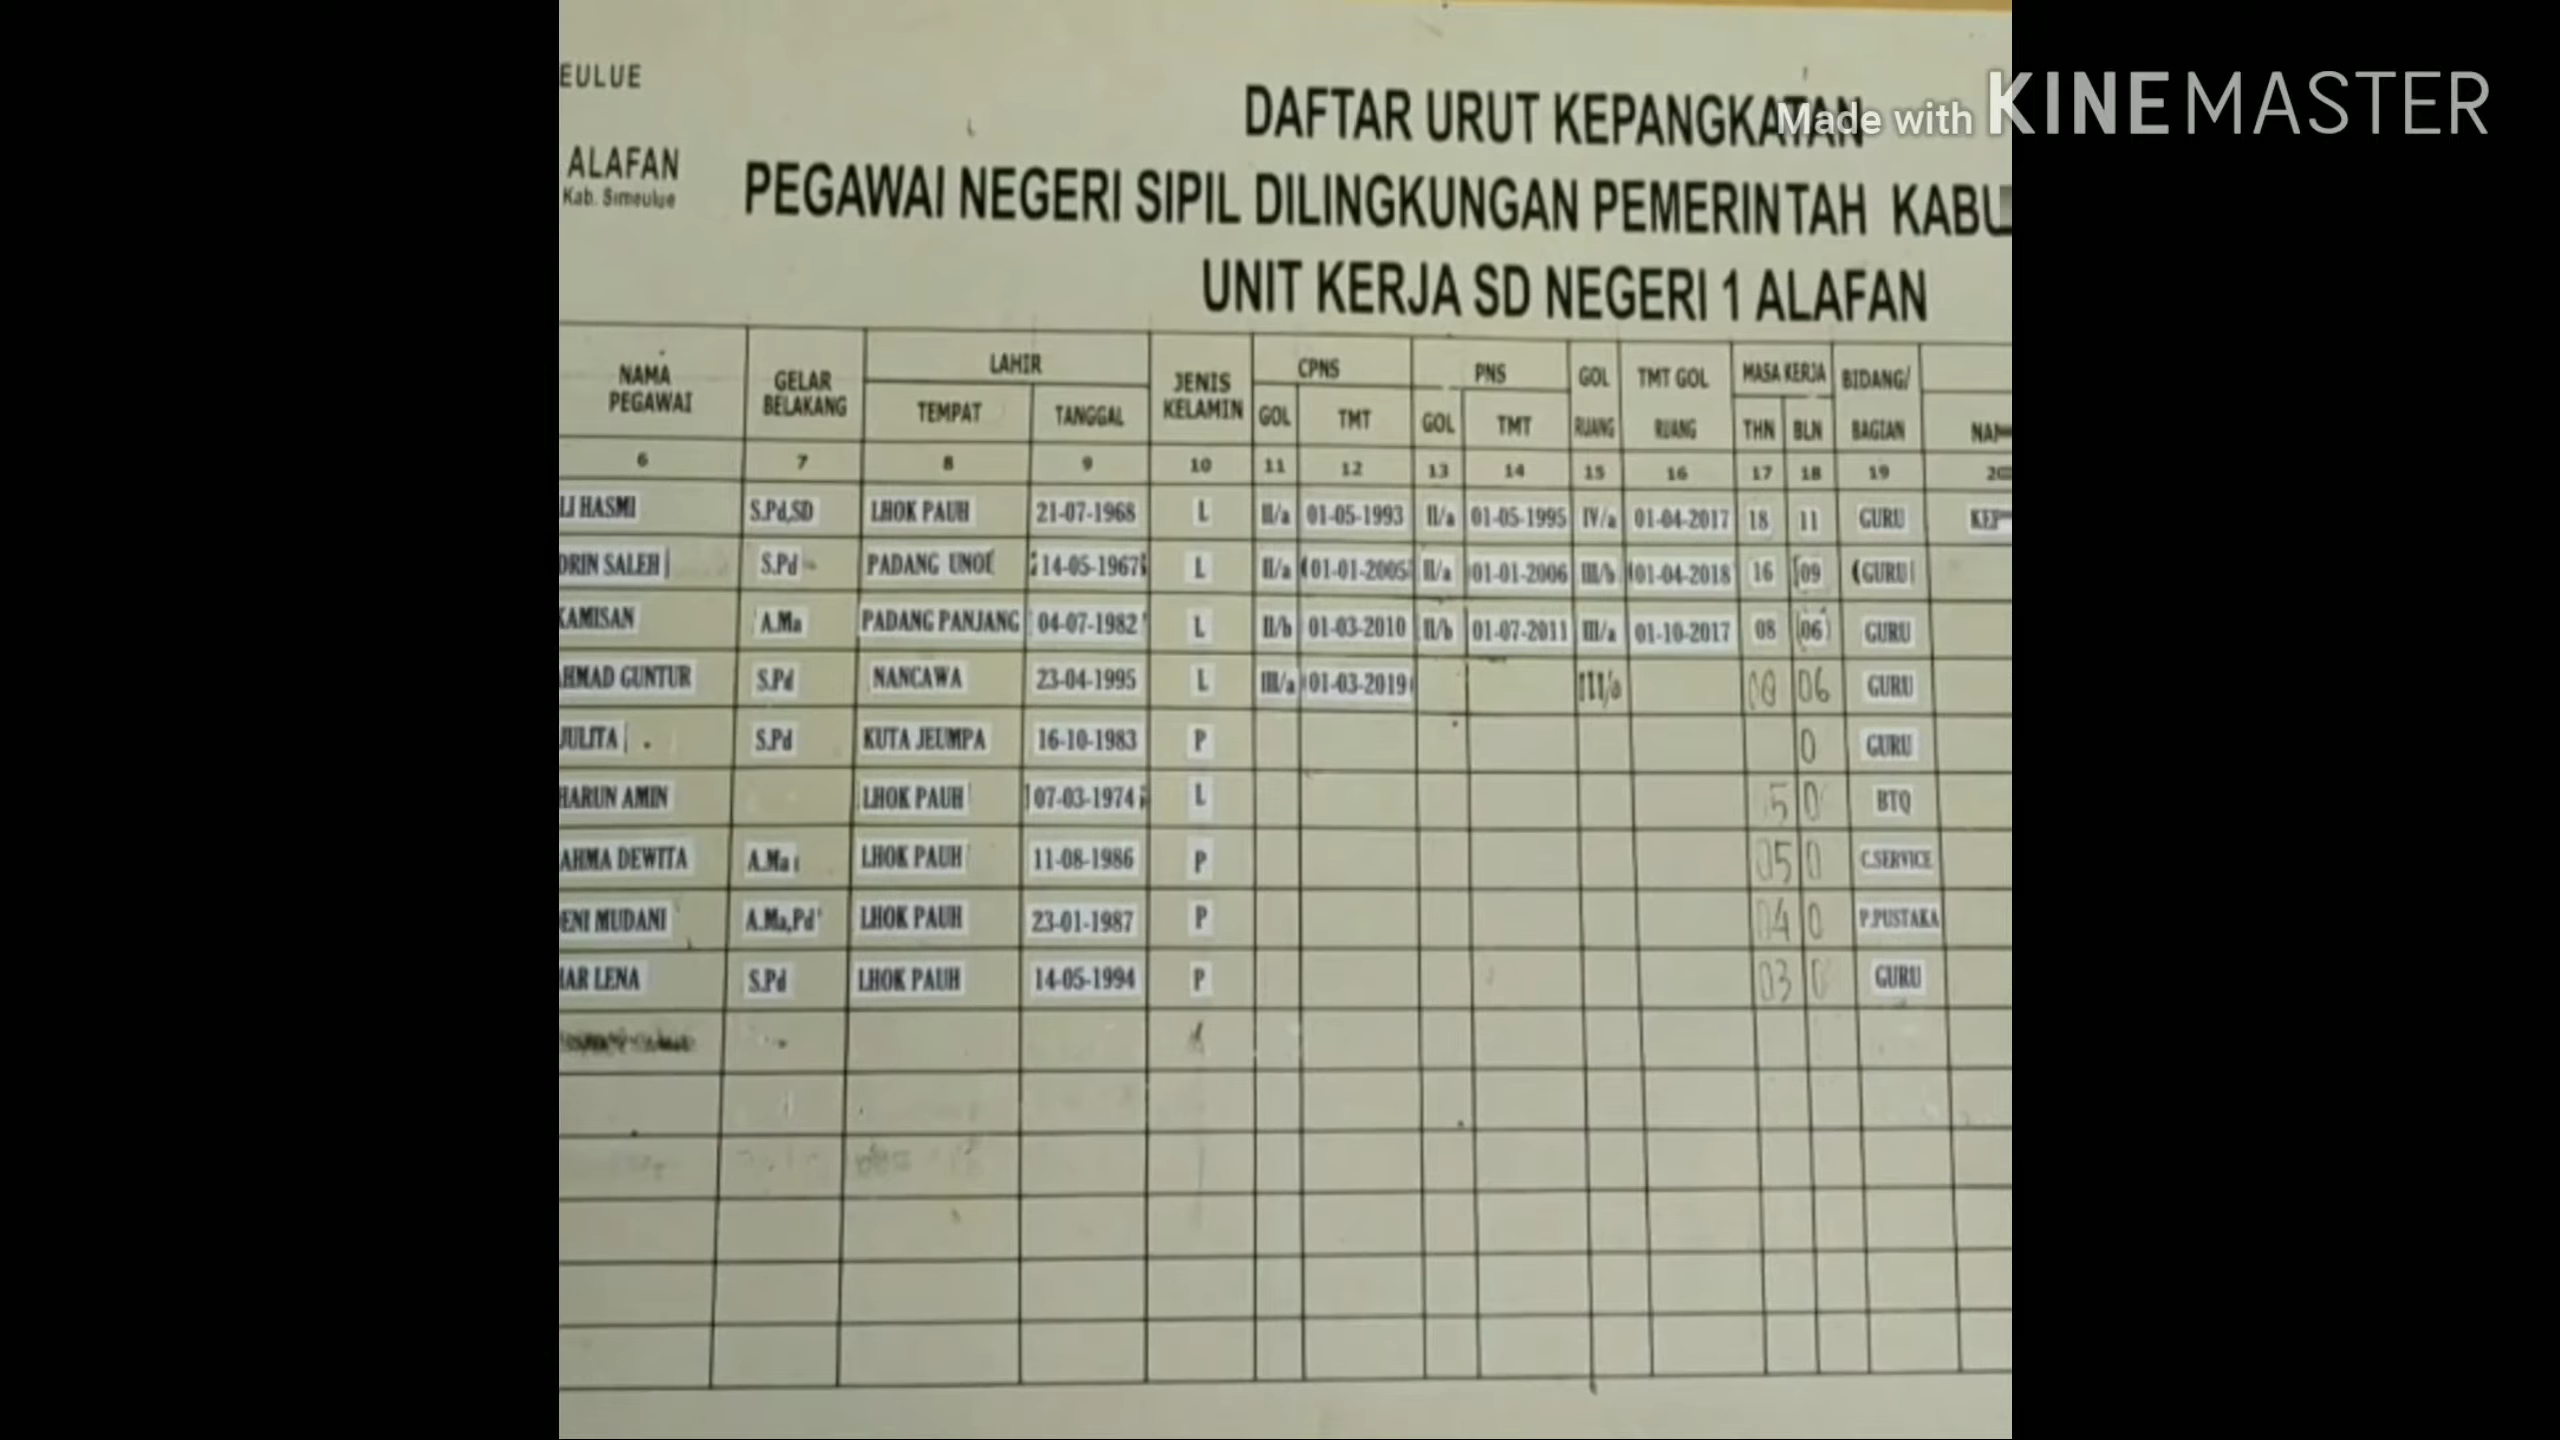 EULUE
ALAFAN
Kab. Simeulue
DAFTAR URUT KEPANGKATAN
PEGAWAI NEGERI SIPIL DILINGKUNGAN PEMERINTAH KABU
UNIT KERJA SD NEGERI 1 ALAFAN
Made with KINEMASTER
NAMA PEGAWAI GELAR BELAKANG LAHIR TEMPAT TANGGAL JENIS KELAMIN CPNS GOL TMT PNS GOL TMT GOL RUANG TMT GOL RUANG MASA KERJA THN BLN BIDANG/ BAGIAN NAM
6 7 8 9 10 11 12 13 14 15 16 17 18 19 20
LI HASMI S.Pd,SD LHOK PAUH 21-07-1968 L II/a 01-05-1993 II/a 01-05-1995 IV/a 01-04-2017 18 11 GURU KEP
DRIN SALEH S.Pd PADANG UNOI 14-05-1967 L II/a 01-01-2005 II/a 01-01-2006 III/b 01-04-2018 16 09 GURU
KAMISAN A.Ma PADANG PANJANG 04-07-1982 L II/b 01-03-2010 II/b 01-07-2011 III/a 01-10-2017 08 06 GURU
AHMAD GUNTUR S.Pd NANCAWA 23-04-1995 L III/a 01-03-2019 III/a 00 06 GURU
JULITA S.Pd KUTA JEUMPA 16-10-1983 P 0 GURU
HARUN AMIN LHOK PAUH 07-03-1974 L 5 0 BTQ
AHMA DEWITA A.Ma LHOK PAUH 11-08-1986 P 05 0 C.SERVICE
ENI MUDANI A.Ma,Pd LHOK PAUH 23-01-1987 P 04 0 P.PUSTAKA
IAR LENA S.Pd LHOK PAUH 14-05-1994 P 03 0 GURU